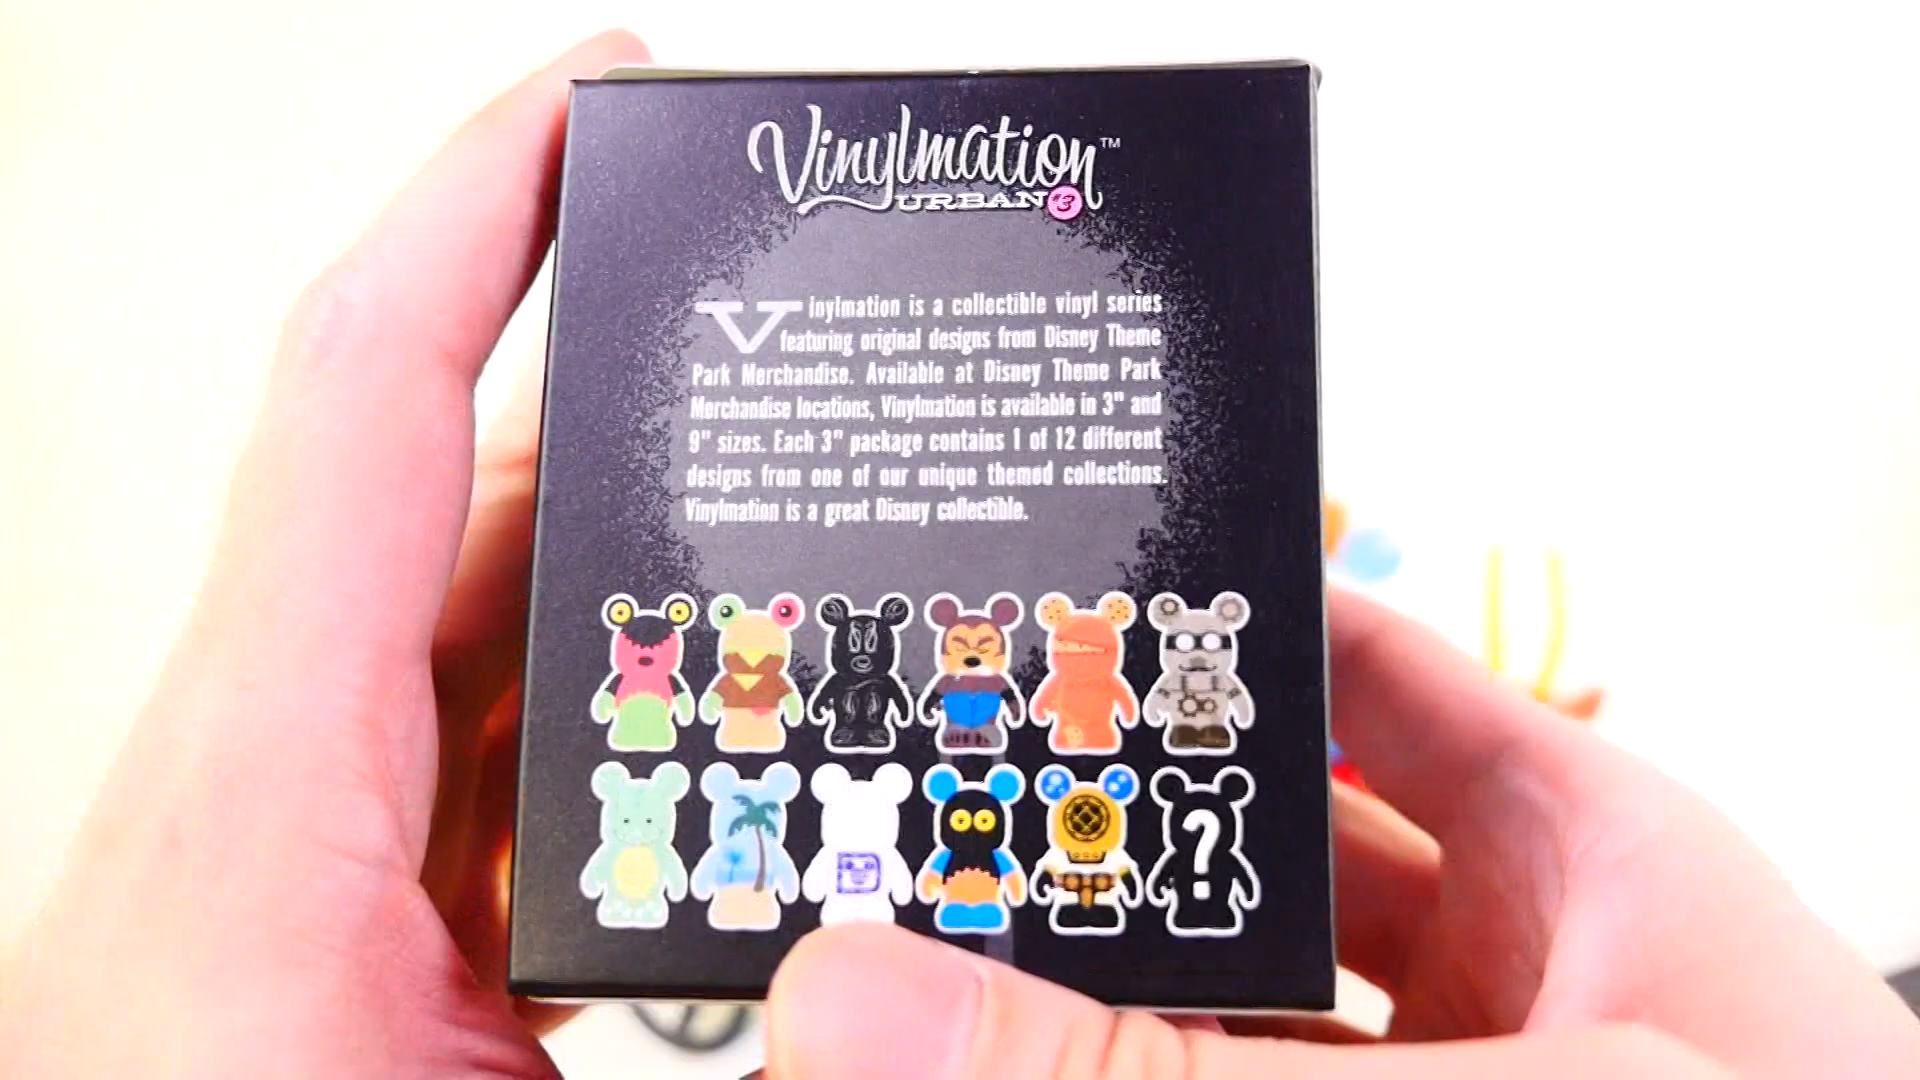 Vinylmation™
URBAN #3
Vinylmation is a collectible vinyl series
featuring original designs from Disney Theme
Park Merchandise. Available at Disney Theme Park
Merchandise locations, Vinylmation is available in 3" and
9" sizes. Each 3" package contains 1 of 12 different
designs from one of our unique themed collections.
Vinylmation is a great Disney collectible.
?